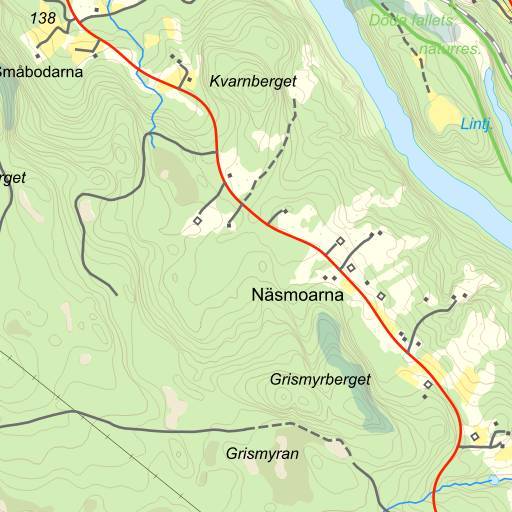 138
Döda fallets
naturres.
Småbodarna
Kvarnberget
Lintj.
rget
Näsmoarna
Grismyrberget
Grismyran